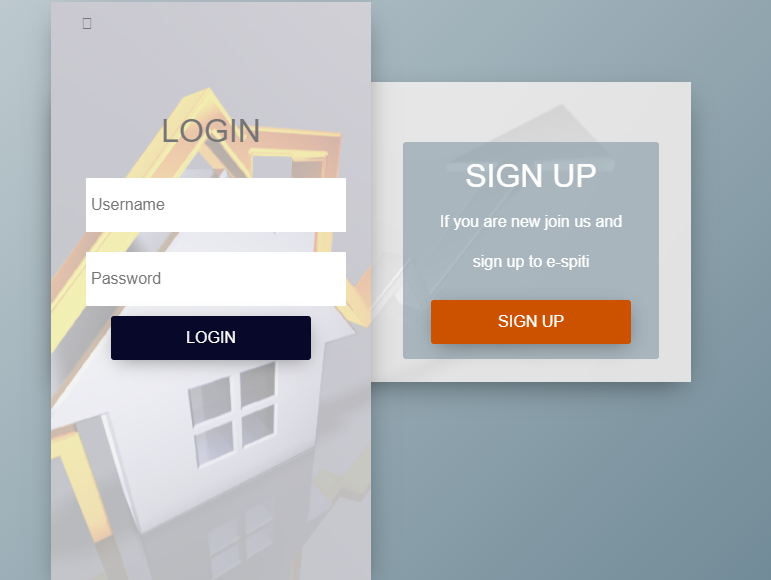 LOGIN
Username
Password
LOGIN
SIGN UP
If you are new join us and
sign up to e-spiti
SIGN UP